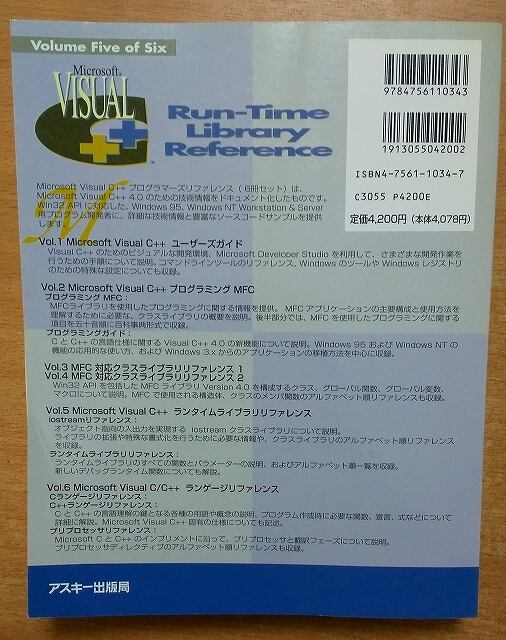 Volume Five of Six
Microsoft®
VISUAL
C++
™
Run-Time
Library
Reference
9784756110343
1913055042002
ISBN4-7561-1034-7
C3055 P4200E
定価4,200円(本体4,078円)
Microsoft Visual C++ プログラマーズリファレンス(6冊セット)は、
Microsoft Visual C++ 4.0 のための技術情報をドキュメント化したものです。
Win32 API に対応した、Windows 95、Windows NT Workstation & Server
用プログラム開発者に、詳細な技術情報と豊富なソースコードサンプルを提供
します。
Vol.1 Microsoft Visual C++ ユーザーズガイド
Visual C++ のためのビジュアルな開発環境、Microsoft Developer Studio を利用して、さまざまな開発作業を
行うための手順について説明。コマンドラインツールのリファレンス、Windows のツールや Windows レジストリ
のための特殊な設定についても収録。
Vol.2 Microsoft Visual C++ プログラミング MFC
プログラミング MFC:
MFCライブラリを使用したプログラミングに関する情報を提供。 MFC アプリケーションの主要構成と使用方法を
理解するために必要な、クラスライブラリの概要を説明。後半部分では、MFC を使用したプログラミングに関する
項目を五十音順に百科事典形式で収録。
プログラミングガイド:
C と C++ の言語仕様に関する Visual C++ 4.0 の新機能について説明。Windows 95 および Windows NT の
機能の応用的な使い方、および Windows 3.x からのアプリケーションの移植方法を中心に収録。
Vol.3 MFC 対応クラスライブラリリファレンス 1
Vol.4 MFC 対応クラスライブラリリファレンス 2
Win32 API を包括した MFC ライブラリ Version 4.0 を構成するクラス、グローバル関数、グローバル変数、
マクロについて説明。MFC で使用される構造体、クラスのメンバ関数のアルファベット順リファレンスも収録。
Vol.5 Microsoft Visual C++ ランタイムライブラリリファレンス
iostreamリファレンス:
オブジェクト指向の入出力を実現する iostream クラスライブラリについて説明。
ライブラリの拡張や特殊な書式化を行うために必要な情報や、クラスライブラリのアルファベット順リファレンス
を収録。
ランタイムライブラリリファレンス:
ランタイムライブラリのすべての関数とパラメーターの説明、およびアルファベット順一覧を収録。
新しいデバッグランタイム関数についても解説。
Vol.6 Microsoft Visual C/C++ ランゲージリファレンス
Cランゲージリファレンス:
C++ランゲージリファレンス:
C と C++ の言語理解の鍵となる各種の用語や概念の説明、プログラム作成時に必要な関数、宣言、式などについて
詳細に解説。Microsoft Visual C++ 固有の仕様についても記述。
プリプロセッサリファレンス:
Microsoft C と C++ のインプリメントに沿って、プリプロセッサと翻訳フェーズについて説明。
プリプロセッサディレクティブのアルファベット順リファレンスも収録。
アスキー出版局